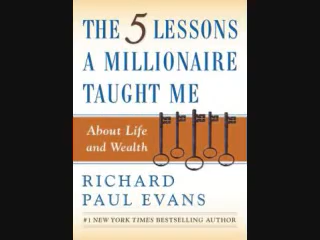 THE 5 LESSONS
A MILLIONAIRE
TAUGHT ME
About Life
and Wealth
RICHARD
PAUL EVANS
#1 NEW YORK TIMES BESTSELLING AUTHOR